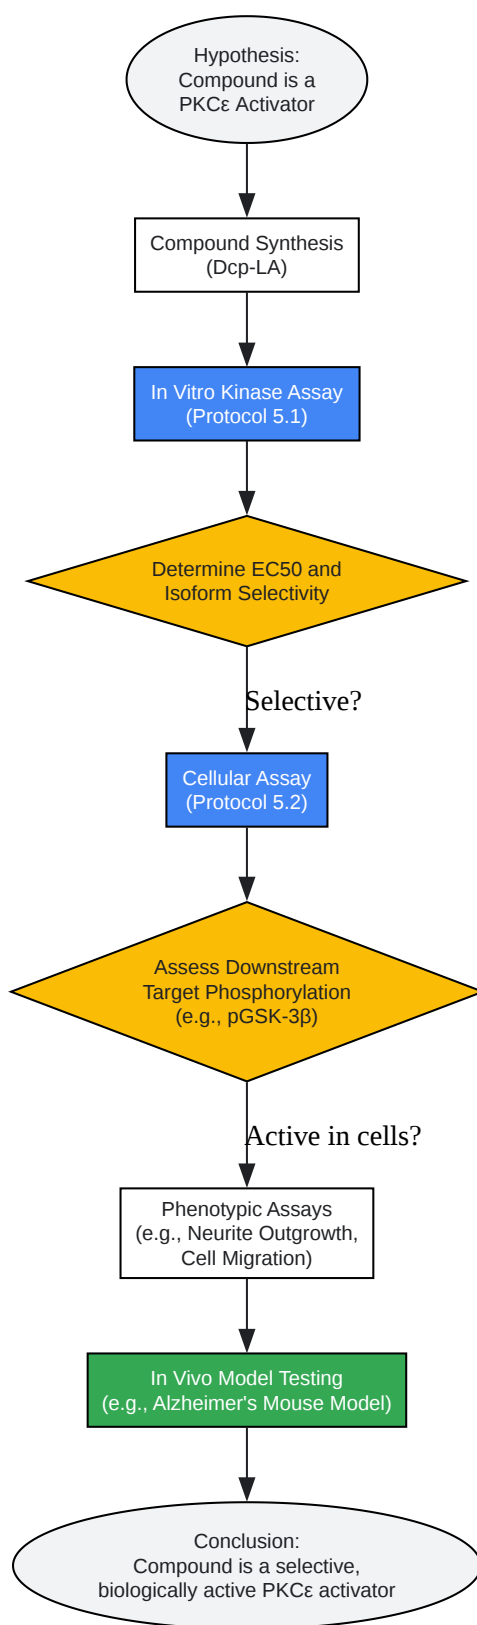 Hypothesis:
Compound is a
PKCε Activator
Compound Synthesis
(Dcp-LA)
In Vitro Kinase Assay
(Protocol 5.1)
Determine EC50 and
Isoform Selectivity
Selective?
Cellular Assay
(Protocol 5.2)
Assess Downstream
Target Phosphorylation
(e.g., pGSK-3β)
Active in cells?
Phenotypic Assays
(e.g., Neurite Outgrowth,
Cell Migration)
In Vivo Model Testing
(e.g., Alzheimer's Mouse Model)
Conclusion:
Compound is a selective,
biologically active PKCε activator